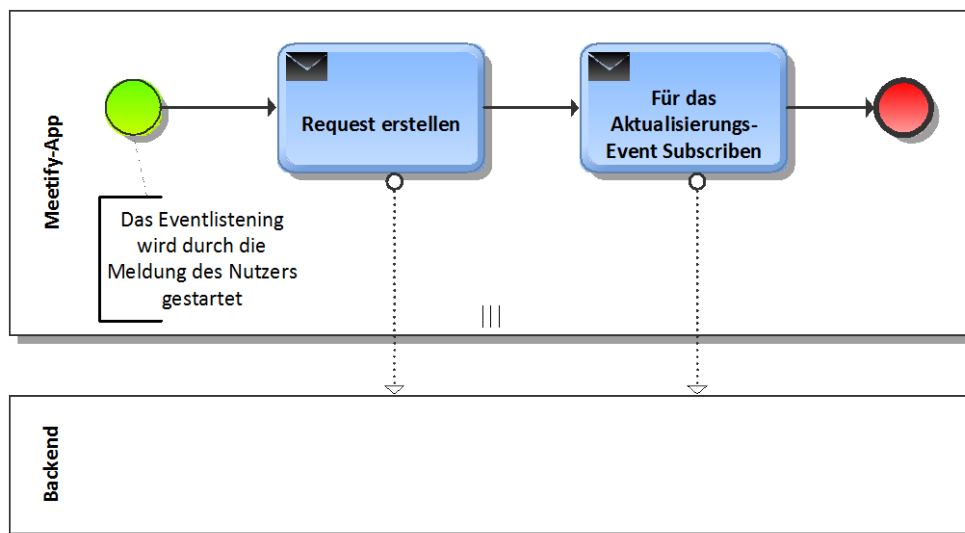 Meetify-App
Request erstellen
Für das
Aktualisierungs-
Event Subscriben
Das Eventlistening
wird durch die
Meldung des Nutzers
gestartet
Backend